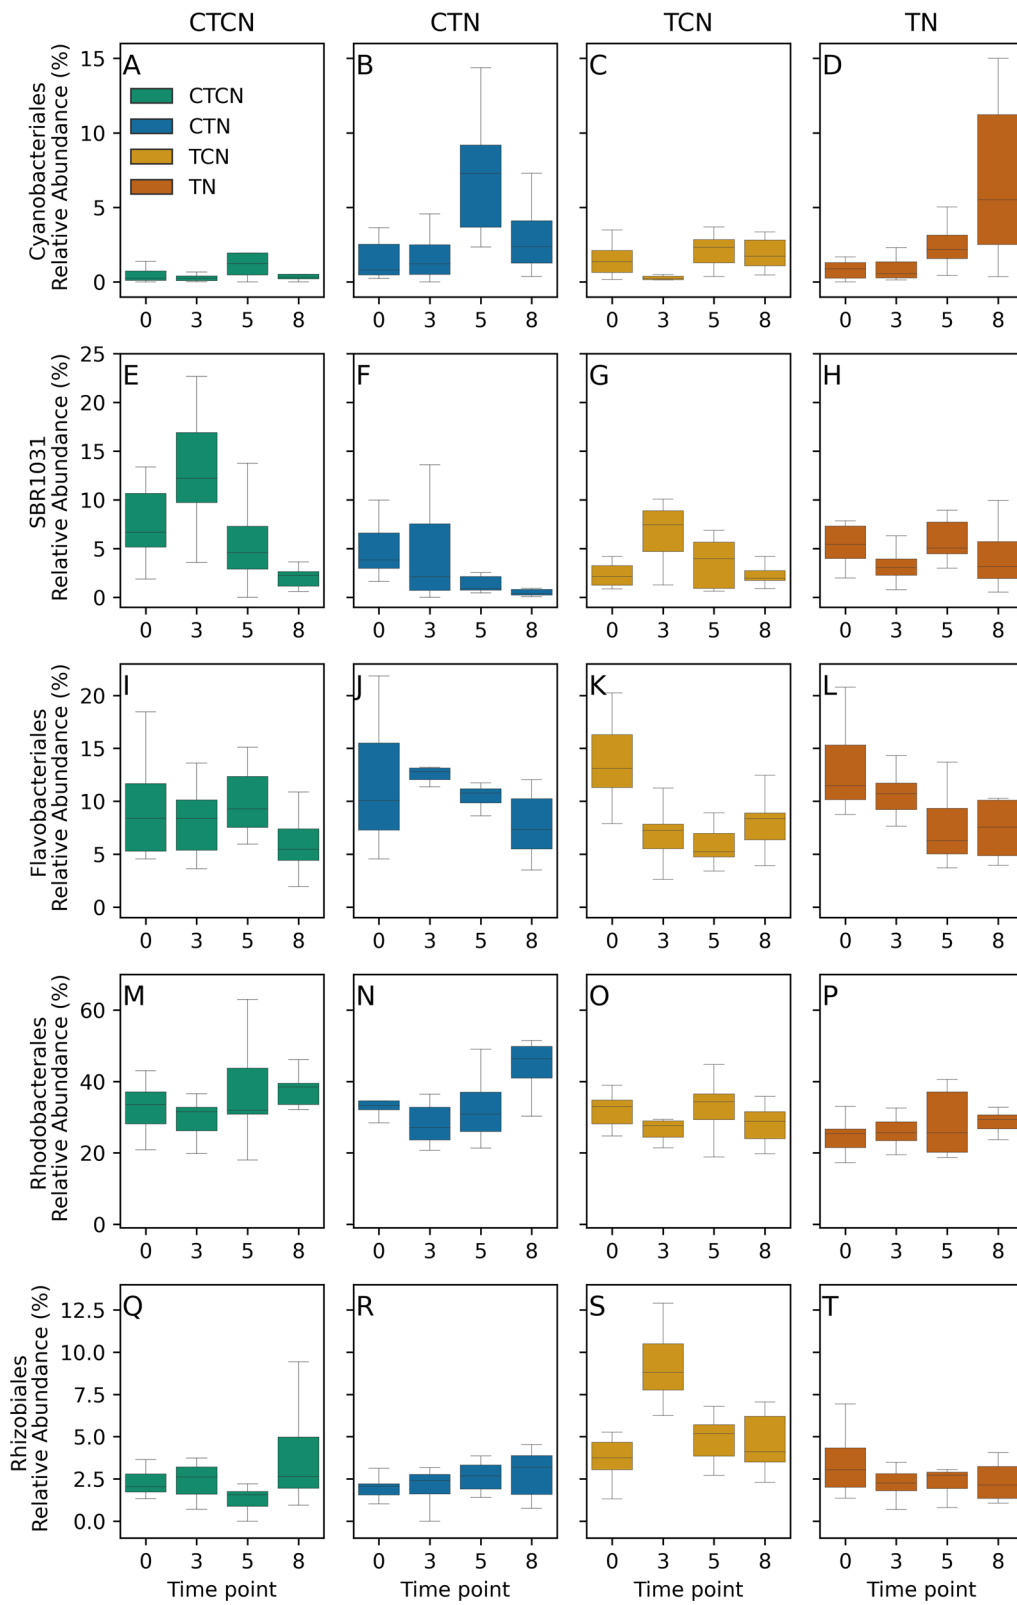 CTCN CTN TCN TN
Cyanobacteriales
Relative Abundance (%)
15
10
5
0
A B C D
CTCN
CTN
TCN
TN
0 3 5 8 0 3 5 8 0 3 5 8 0 3 5 8
SBR1031
Relative Abundance (%)
25
20
15
10
5
0
E F G H
0 3 5 8 0 3 5 8 0 3 5 8 0 3 5 8
Flavobacteriales
Relative Abundance (%)
20
15
10
5
0
I J K L
0 3 5 8 0 3 5 8 0 3 5 8 0 3 5 8
Rhodobacterales
Relative Abundance (%)
60
40
20
0
M N O P
0 3 5 8 0 3 5 8 0 3 5 8 0 3 5 8
Rhizobiales
Relative Abundance (%)
12.5
10.0
7.5
5.0
2.5
0.0
Q R S T
0 3 5 8 0 3 5 8 0 3 5 8 0 3 5 8
Time point Time point Time point Time point